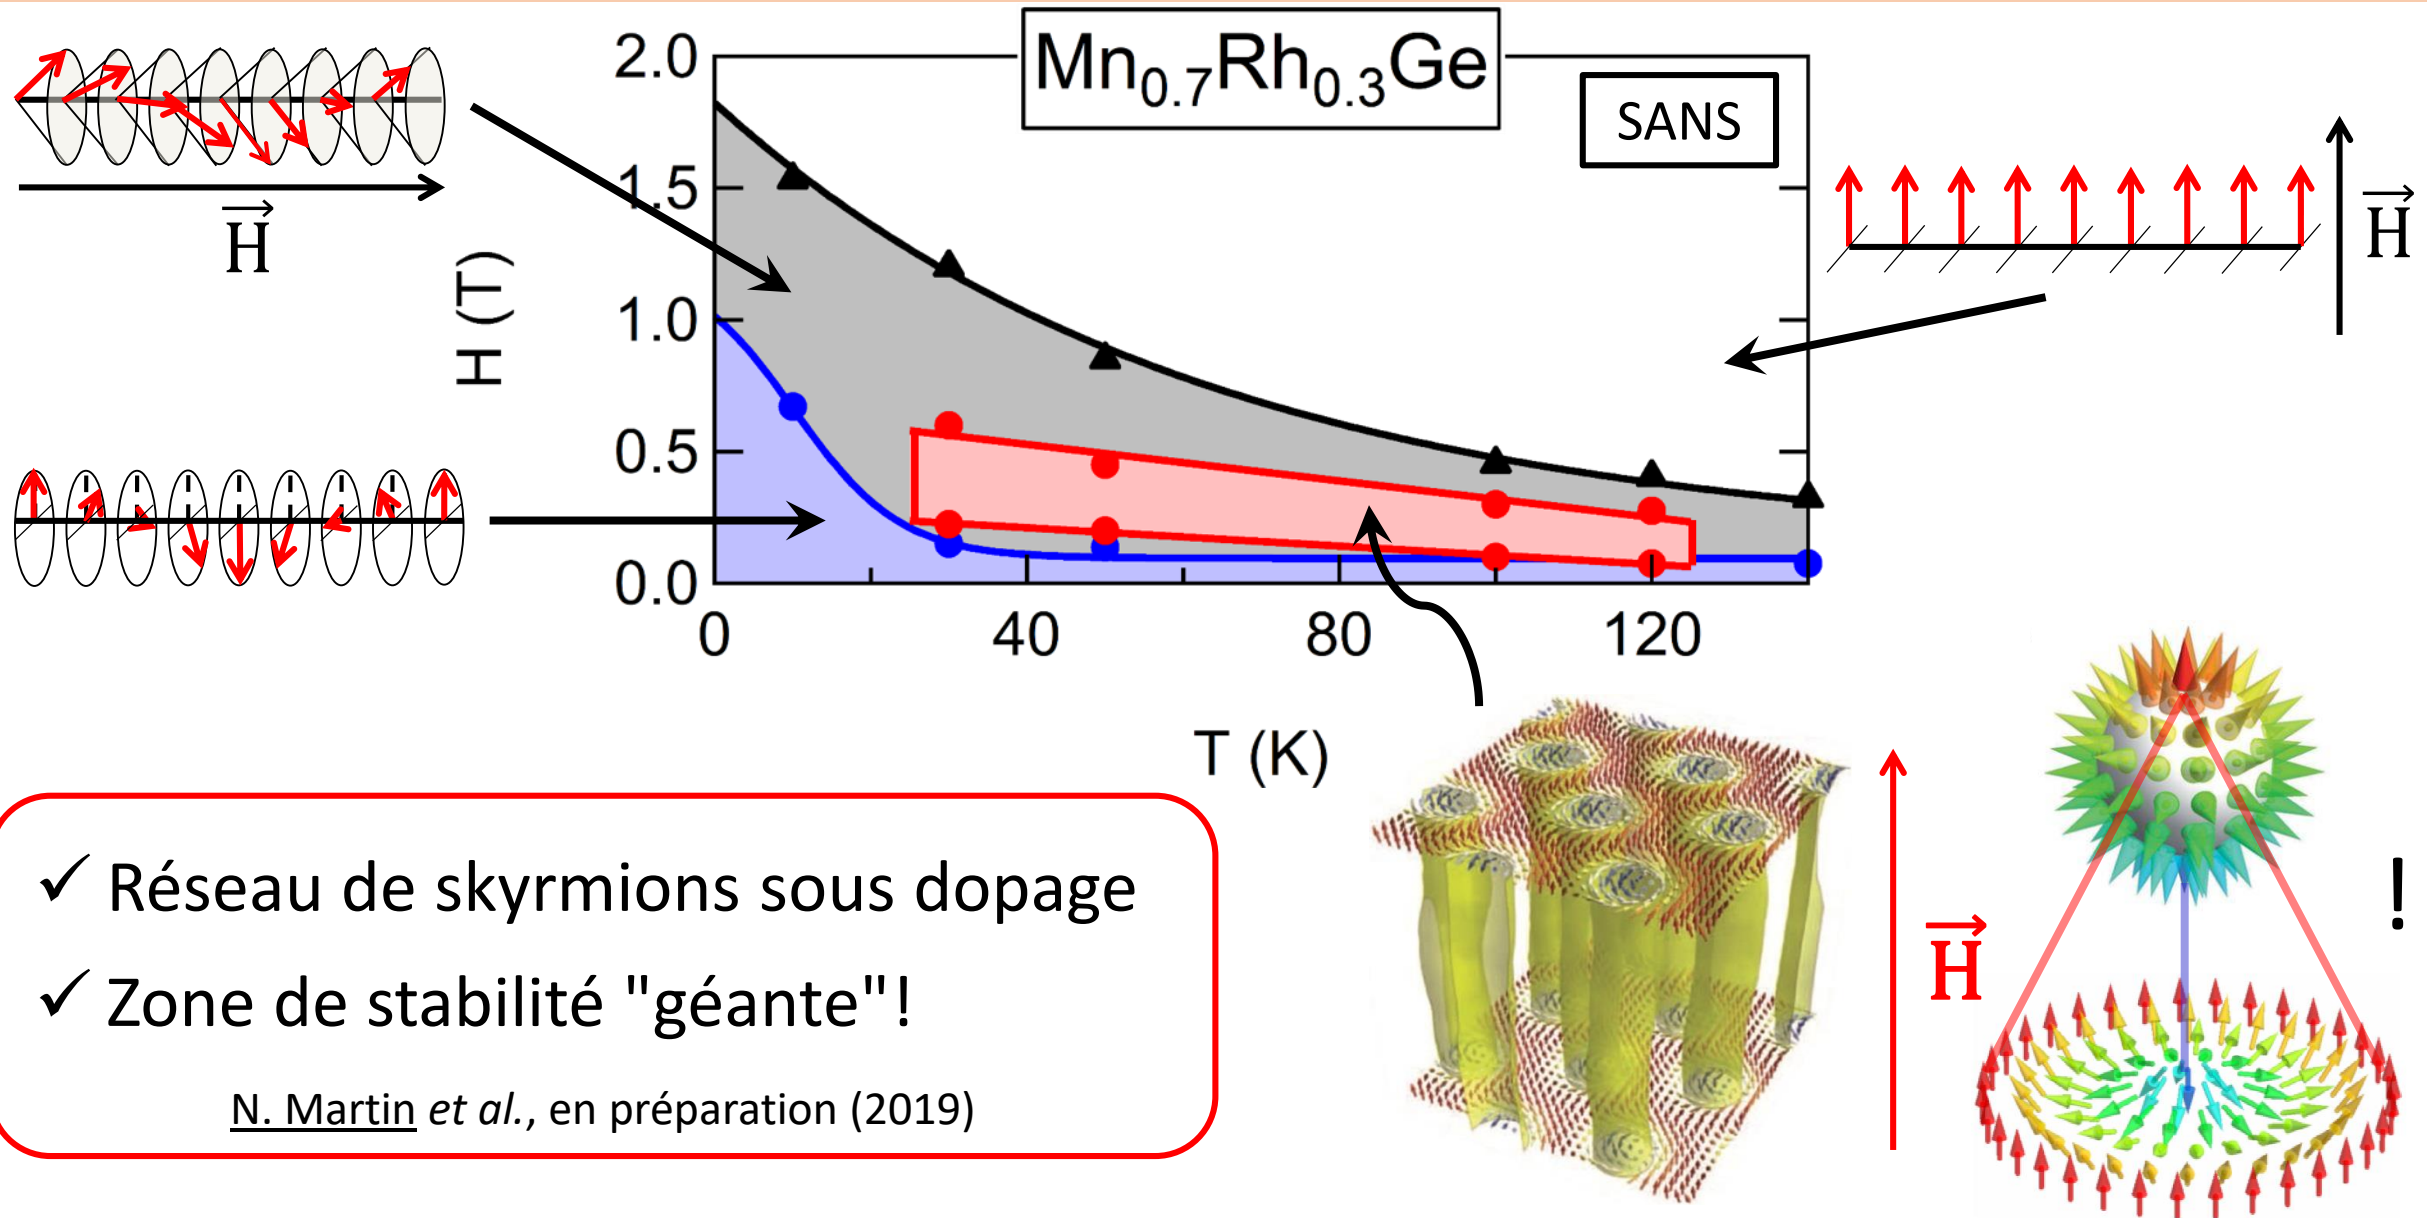 Mn0.7Rh0.3Ge
SANS
2.0
1.5
1.0
0.5
0.0
H (T)
0 40 80 120
T (K)
H
H
H
!
✓ Réseau de skyrmions sous dopage
✓ Zone de stabilité "géante"!
N. Martin et al., en préparation (2019)